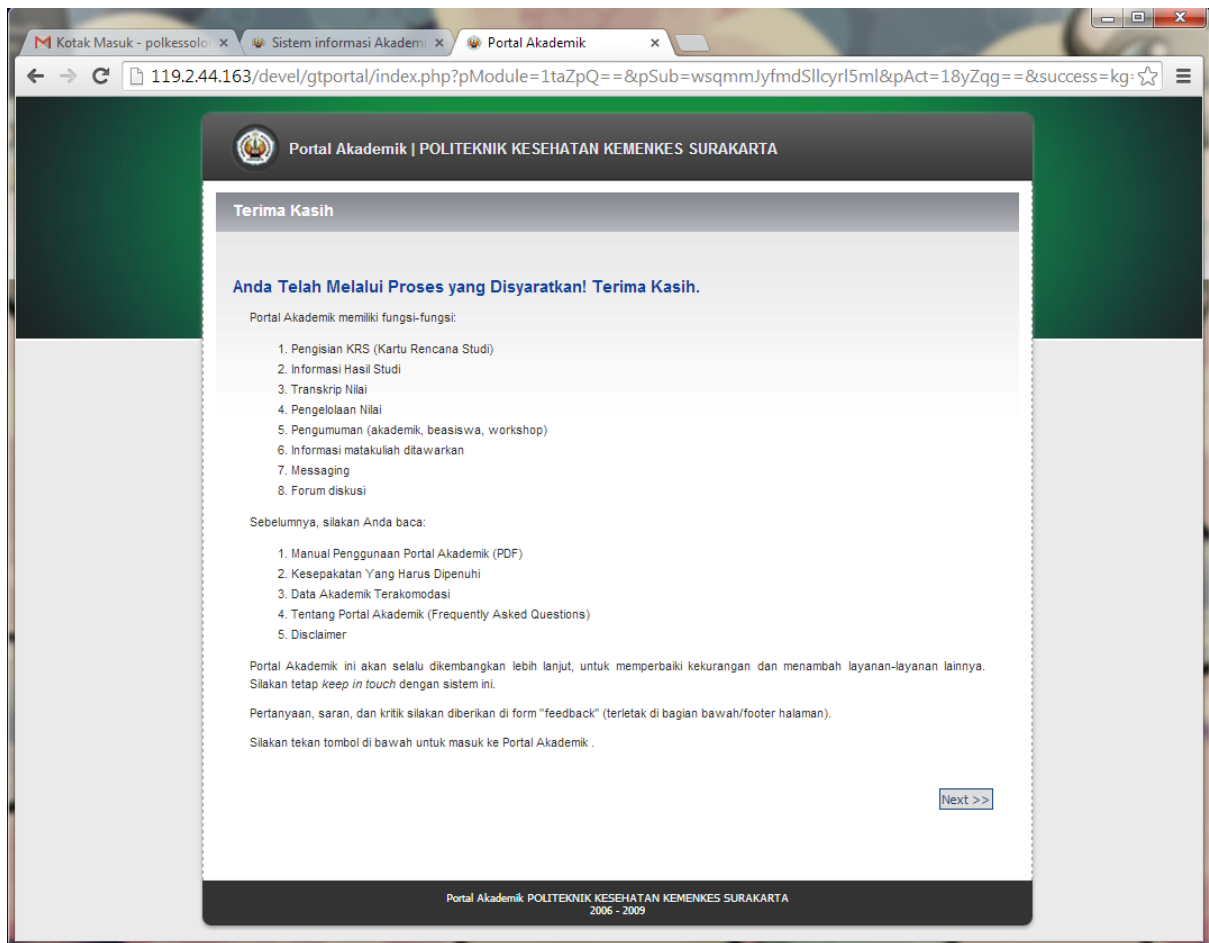 Kotak Masuk - polkessolo
Sistem informasi Akadem
Portal Akademik
119.2.44.163/devel/gtportal/index.php?pModule=1taZpQ==&pSub=wsqmmJyfmdSllcyrl5ml&pAct=18yZqg==&success=kg
Portal Akademik | POLITEKNIK KESEHATAN KEMENKES SURAKARTA
Terima Kasih
Anda Telah Melalui Proses yang Disyaratkan! Terima Kasih.
Portal Akademik memiliki fungsi-fungsi:
1. Pengisian KRS (Kartu Rencana Studi)
2. Informasi Hasil Studi
3. Transkrip Nilai
4. Pengelolaan Nilai
5. Pengumuman (akademik, beasiswa, workshop)
6. Informasi matakuliah ditawarkan
7. Messaging
8. Forum diskusi
Sebelumnya, silakan Anda baca:
1. Manual Penggunaan Portal Akademik (PDF)
2. Kesepakatan Yang Harus Dipenuhi
3. Data Akademik Terakomodasi
4. Tentang Portal Akademik (Frequently Asked Questions)
5. Disclaimer
Portal Akademik ini akan selalu dikembangkan lebih lanjut, untuk memperbaiki kekurangan dan menambah layanan-layanan lainnya.
Silakan tetap keep in touch dengan sistem ini.
Pertanyaan, saran, dan kritik silakan diberikan di form "feedback" (terletak di bagian bawah/footer halaman).
Silakan tekan tombol di bawah untuk masuk ke Portal Akademik .
Next >>
Portal Akademik POLITEKNIK KESEHATAN KEMENKES SURAKARTA
2006 - 2009